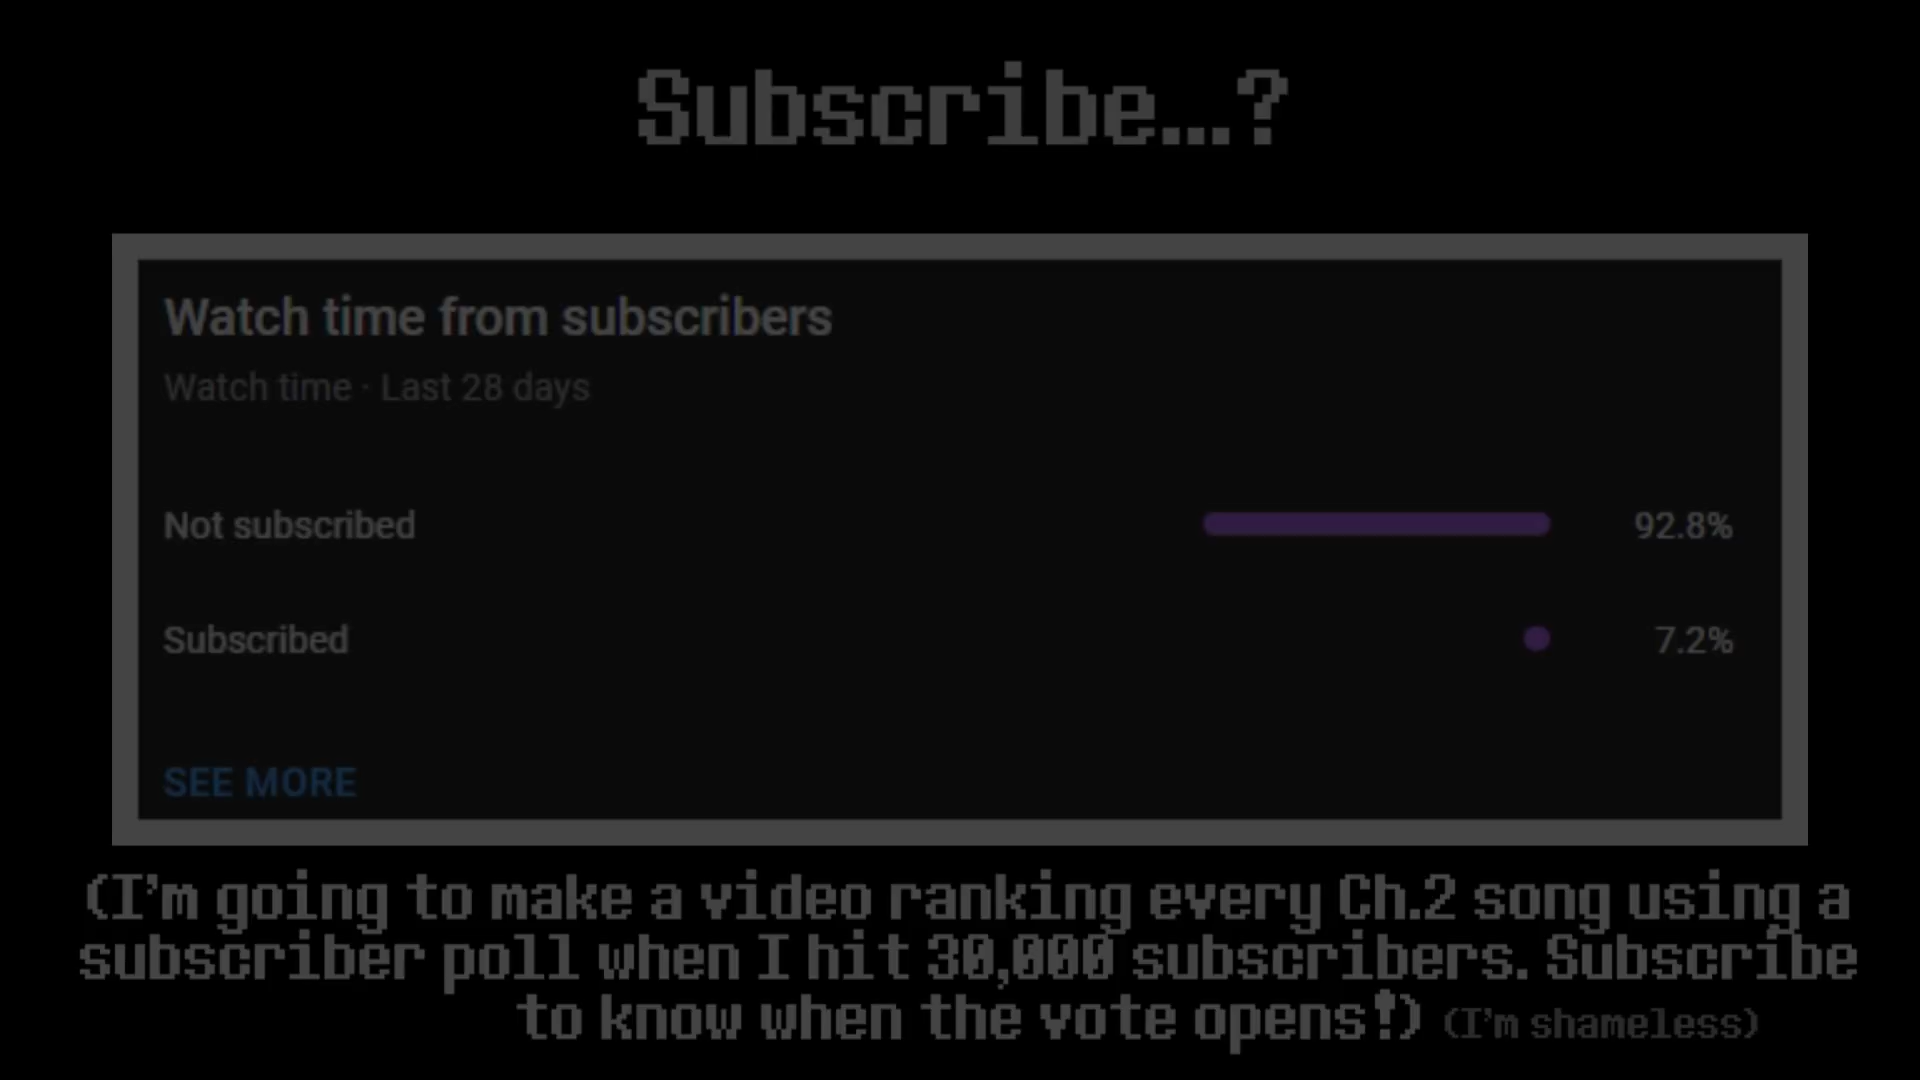 Subscribe...?
Watch time from subscribers
Watch time · Last 28 days
Not subscribed 92.8%
Subscribed 7.2%
SEE MORE
(I'm going to make a video ranking every Ch.2 song using a
subscriber poll when I hit 30,000 subscribers. Subscribe
to know when the vote opens!) (I'm shameless)